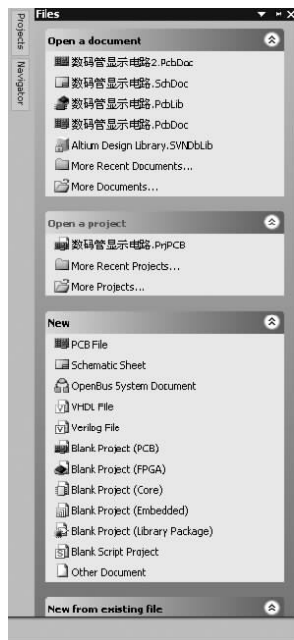 Files
Projects
Navigator
Open a document
数码管显示电路2.PcbDoc
数码管显示电路.SchDoc
数码管显示电路.PcbLib
数码管显示电路.PcbDoc
Altium Design Library.SVNDbLib
More Recent Documents...
More Documents...
Open a project
数码管显示电路.PrjPCB
More Recent Projects...
More Projects...
New
PCB File
Schematic Sheet
OpenBus System Document
VHDL File
Verilog File
Blank Project (PCB)
Blank Project (FPGA)
Blank Project (Core)
Blank Project (Embedded)
Blank Project (Library Package)
Blank Script Project
Other Document
New from existing file